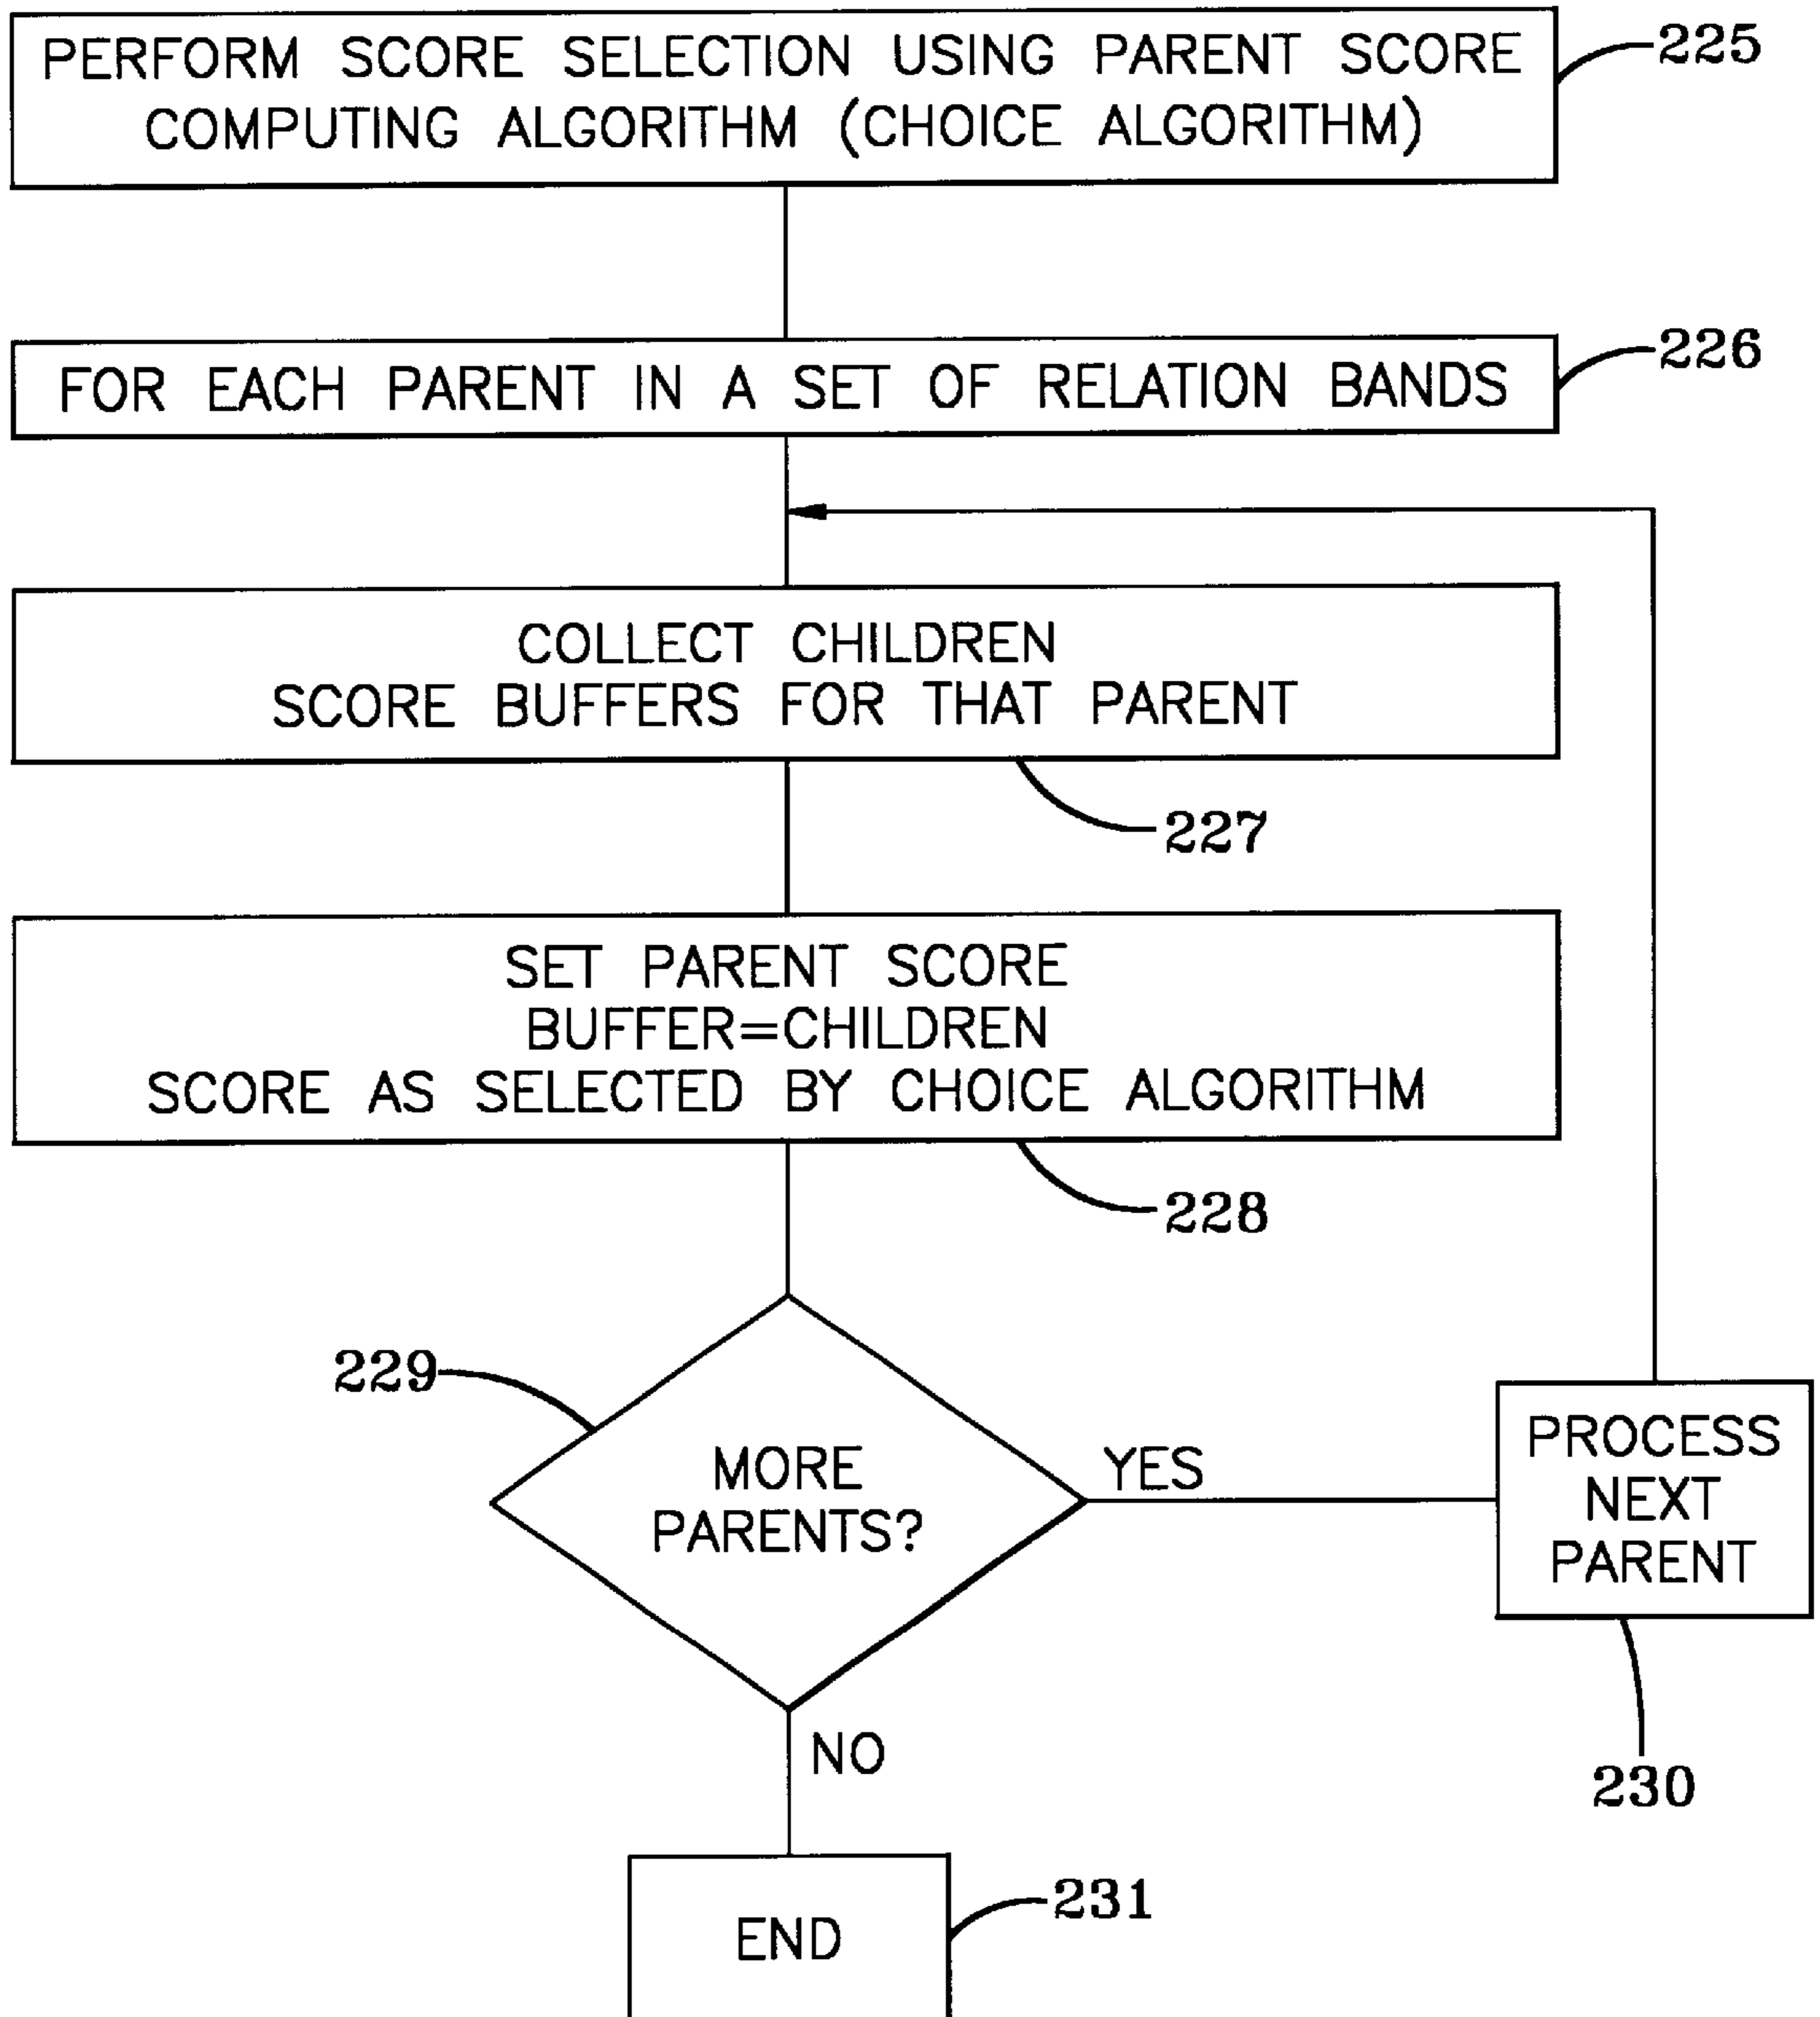 PERFORM SCORE SELECTION USING PARENT SCORE
COMPUTING ALGORITHM (CHOICE ALGORITHM)
225
FOR EACH PARENT IN A SET OF RELATION BANDS
226
COLLECT CHILDREN
SCORE BUFFERS FOR THAT PARENT
227
SET PARENT SCORE
BUFFER=CHILDREN
SCORE AS SELECTED BY CHOICE ALGORITHM
228
229
MORE
PARENTS?
YES
PROCESS
NEXT
PARENT
230
NO
END
231